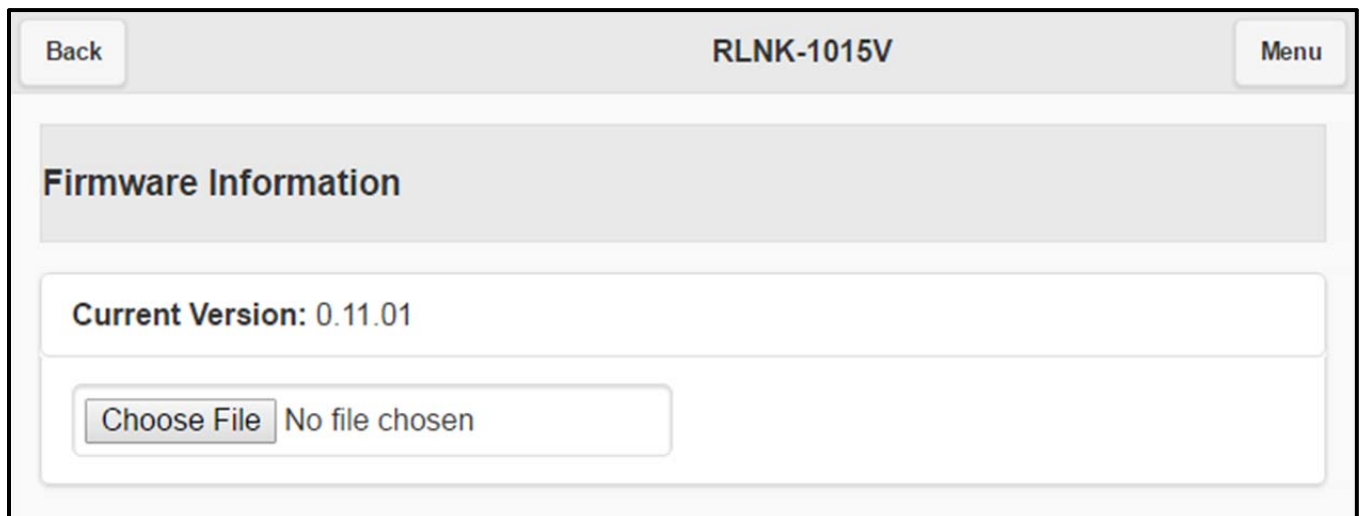 Back RLNK-1015V Menu
Firmware Information
Current Version: 0.11.01
Choose File No file chosen